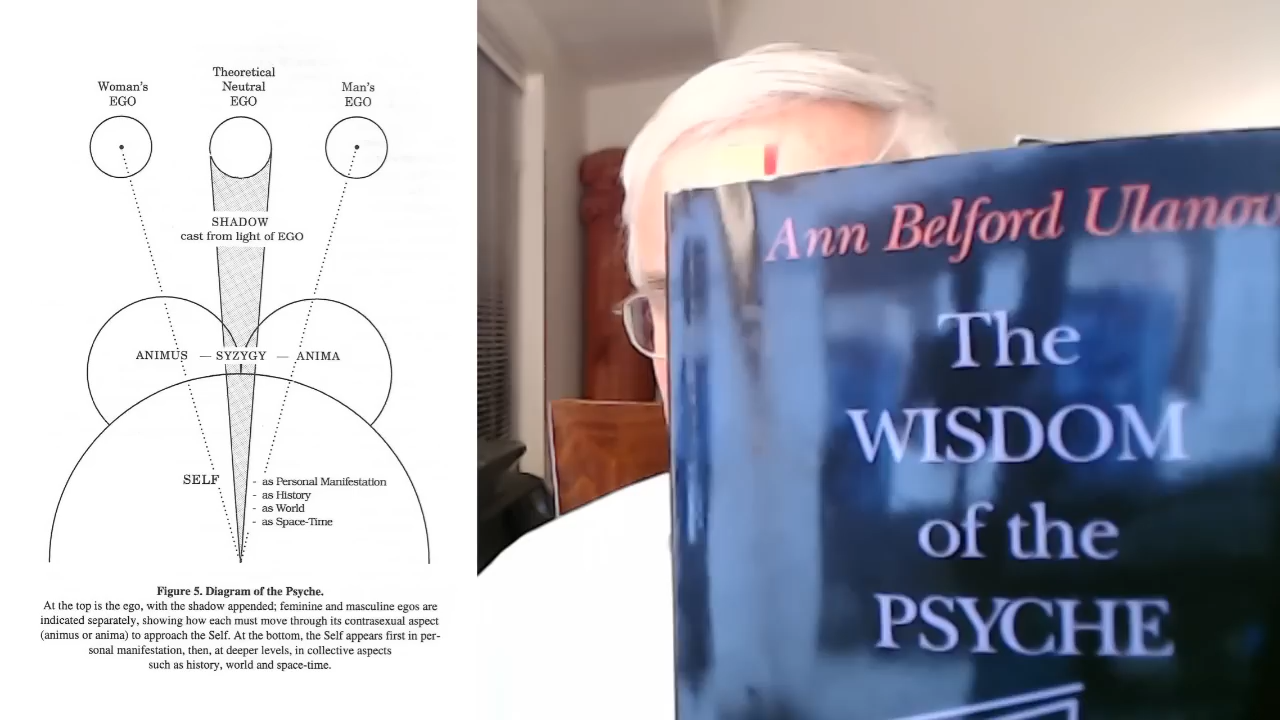 Woman's
EGO
Theoretical
Neutral
EGO
Man's
EGO
SHADOW
cast from light of EGO
ANIMUS — SYZYGY — ANIMA
SELF
- as Personal Manifestation
- as History
- as World
- as Space-Time
Figure 5. Diagram of the Psyche.
At the top is the ego, with the shadow appended; feminine and masculine egos are
indicated separately, showing how each must move through its contrasexual aspect
(animus or anima) to approach the Self. At the bottom, the Self appears first in per-
sonal manifestation, then, at deeper levels, in collective aspects
such as history, world and space-time.
Ann Belford Ulanov
The
WISDOM
of the
PSYCHE